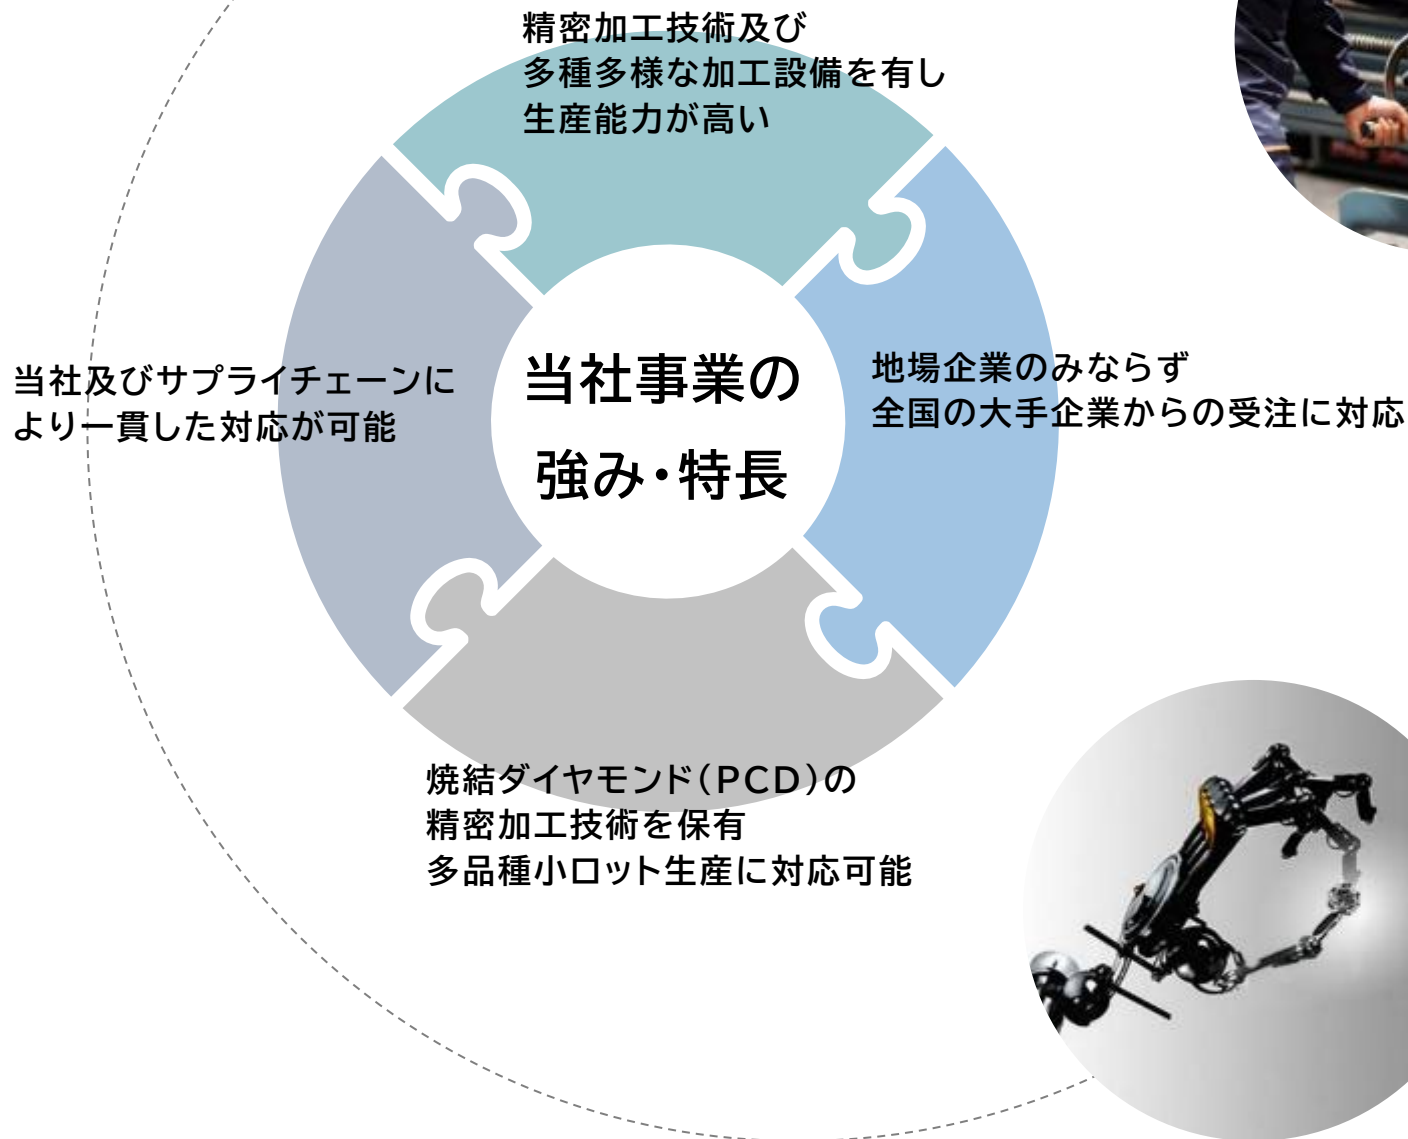 精密加工技術及び
多種多様な加工設備を有し
生産能力が高い
当社及びサプライチェーンに
より一貫した対応が可能
当社事業の
強み・特長
地場企業のみならず
全国の大手企業からの受注に対応
焼結ダイヤモンド（PCD）の
精密加工技術を保有
多品種小ロット生産に対応可能